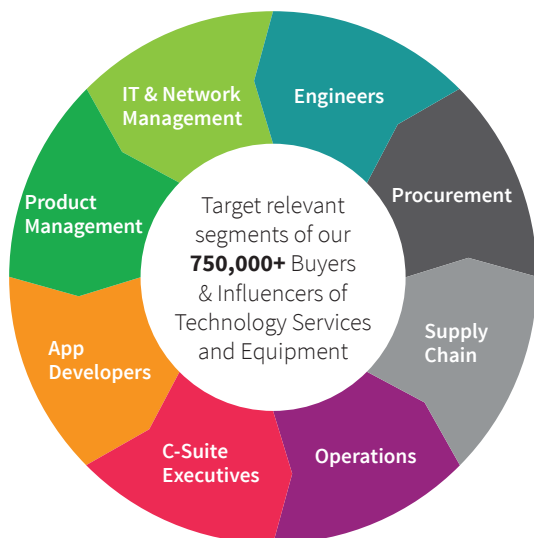 IT & Network
Management
Engineers
Procurement
Supply
Chain
Operations
C-Suite
Executives
App
Developers
Product
Management
Target relevant
segments of our
750,000+ Buyers
& Influencers of
Technology Services
and Equipment